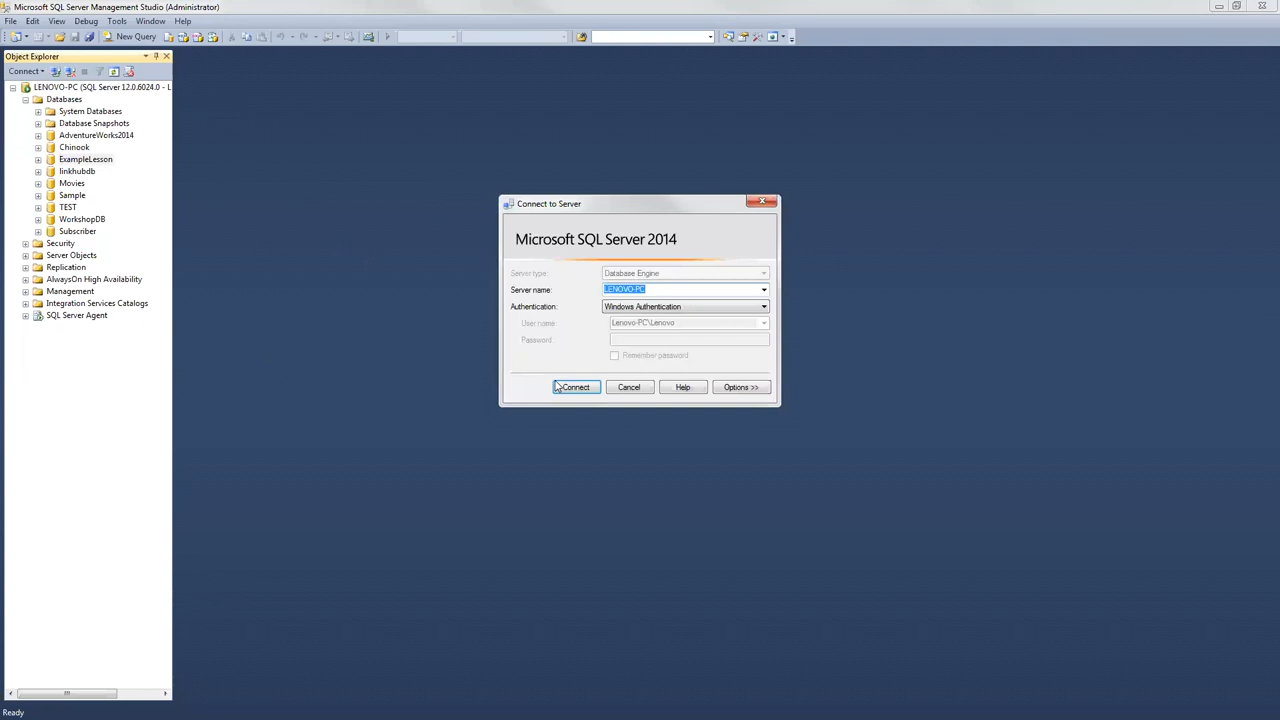 Microsoft SQL Server Management Studio (Administrator)
File Edit View Debug Tools Window Help
New Query
Object Explorer
Connect
LENOVO-PC (SQL Server 12.0.6024.0 - L
Databases
System Databases
Database Snapshots
AdventureWorks2014
Chinook
ExampleLesson
linkhubdb
Movies
Sample
TEST
WorkshopDB
Subscriber
Security
Server Objects
Replication
AlwaysOn High Availability
Management
Integration Services Catalogs
SQL Server Agent
Connect to Server
Microsoft SQL Server 2014
Server type: Database Engine
Server name: LENOVO-PC
Authentication: Windows Authentication
User name: Lenovo-PC\Lenovo
Password:
Remember password
Connect Cancel Help Options >>
Ready